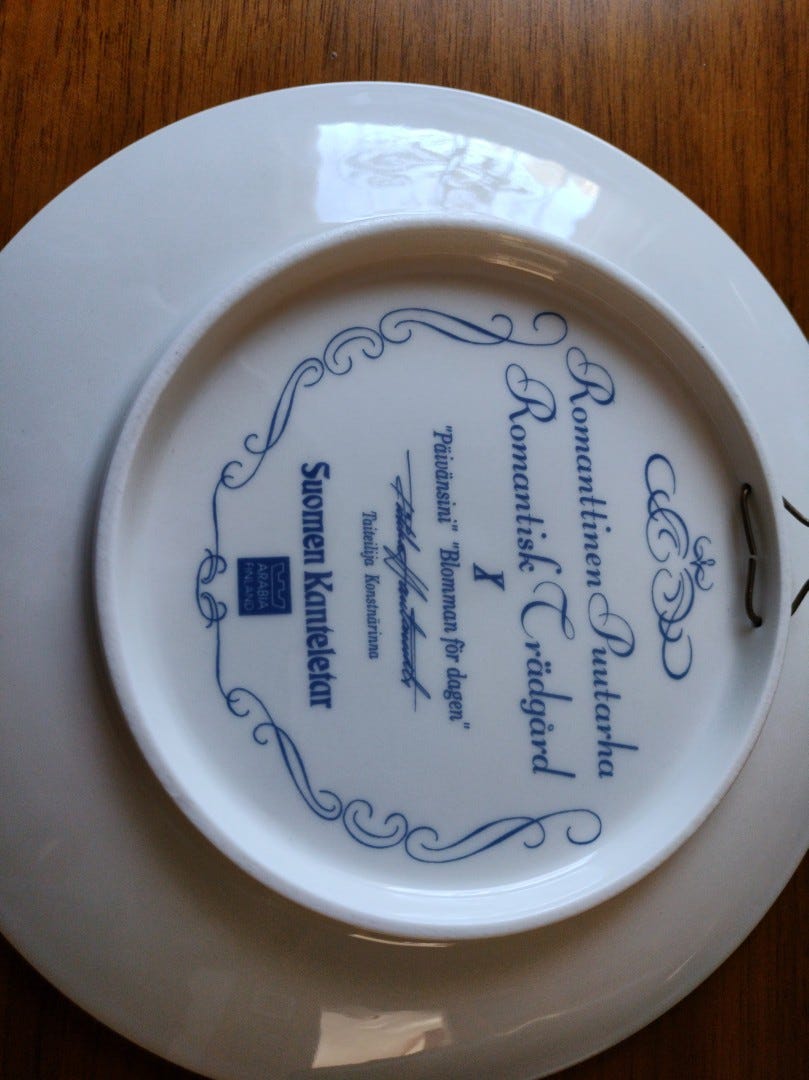 Romanttinen Puutarha
Romantisk Trädgård
X
"Päivänsini" "Blomman för dagen"
Taiteilija Konstnärinna
Suomen Kanteletar
ARABIA
FINLAND